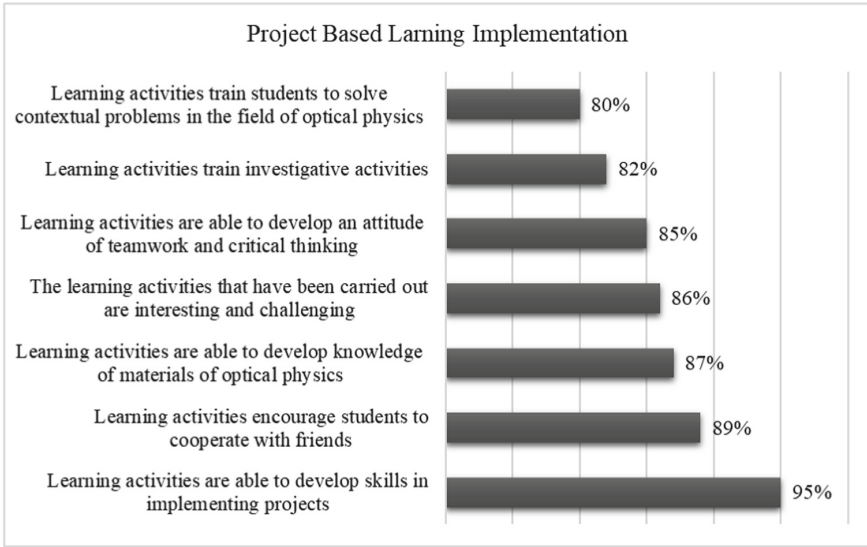 Project Based Larning Implementation
Learning activities train students to solve
contextual problems in the field of optical physics
80%
Learning activities train investigative activities
82%
Learning activities are able to develop an attitude
of teamwork and critical thinking
85%
The learning activities that have been carried out
are interesting and challenging
86%
Learning activities are able to develop knowledge
of materials of optical physics
87%
Learning activities encourage students to
cooperate with friends
89%
Learning activities are able to develop skills in
implementing projects
95%